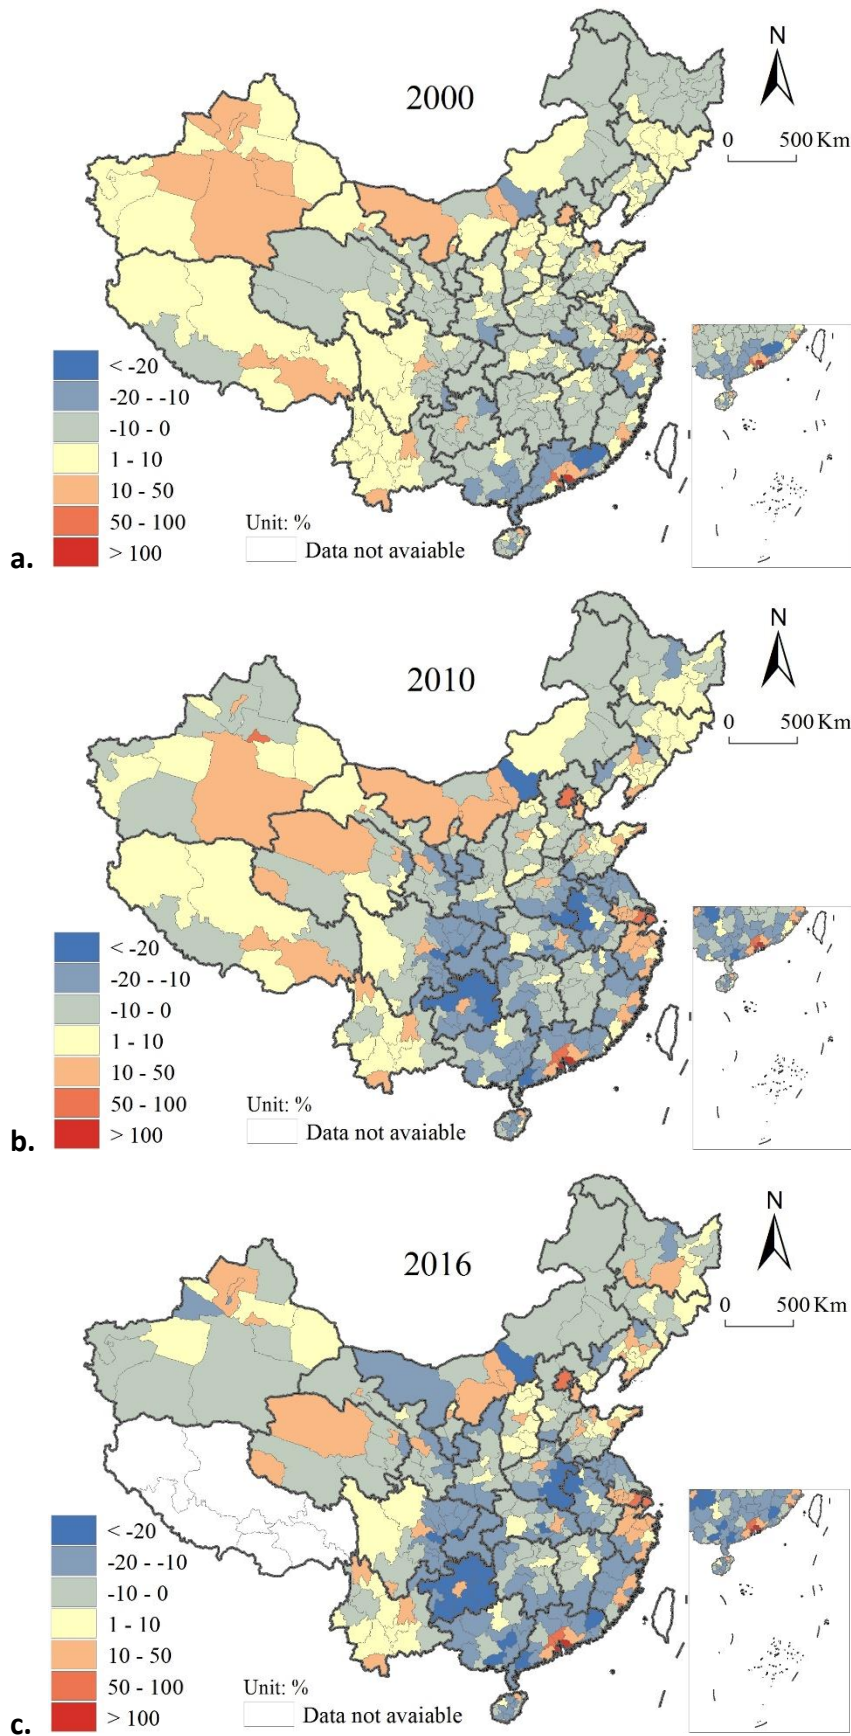 2000
N
0 500 Km
< -20
-20 - -10
-10 - 0
1 - 10
10 - 50
50 - 100
> 100
Unit: %
Data not avaiable
a.
2010
N
0 500 Km
< -20
-20 - -10
-10 - 0
1 - 10
10 - 50
50 - 100
> 100
Unit: %
Data not avaiable
b.
2016
N
0 500 Km
< -20
-20 - -10
-10 - 0
1 - 10
10 - 50
50 - 100
> 100
Unit: %
Data not avaiable
c.